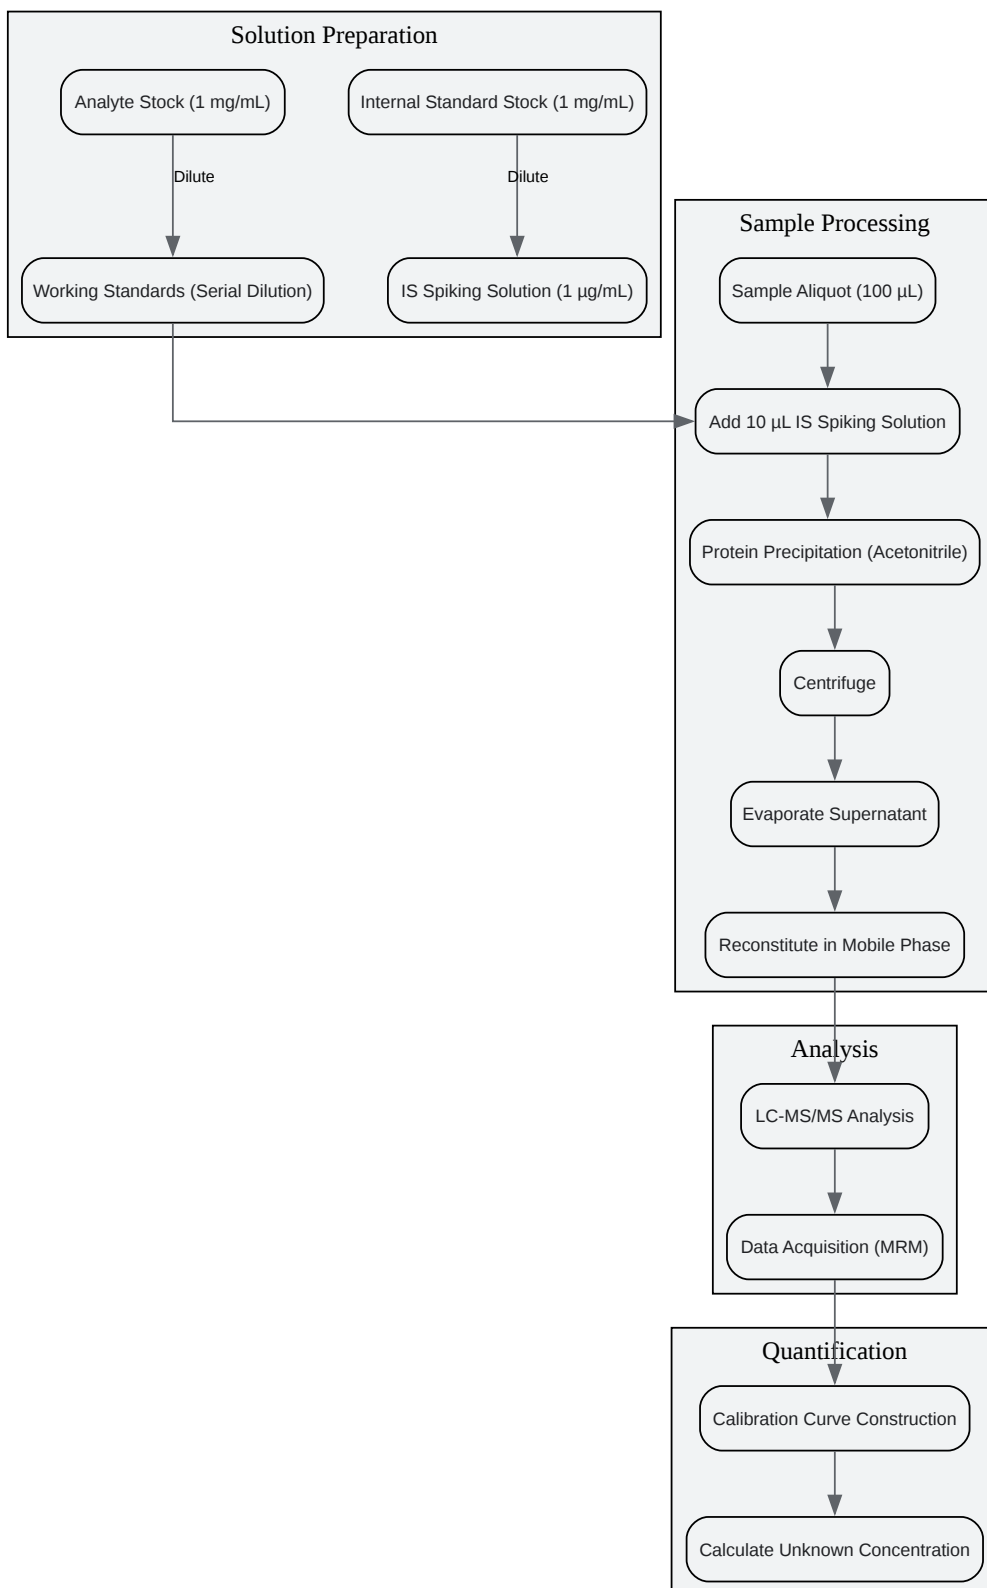 Solution Preparation
Analyte Stock (1 mg/mL)
Internal Standard Stock (1 mg/mL)
Dilute
Dilute
Working Standards (Serial Dilution)
IS Spiking Solution (1 µg/mL)
Sample Processing
Sample Aliquot (100 µL)
Add 10 µL IS Spiking Solution
Protein Precipitation (Acetonitrile)
Centrifuge
Evaporate Supernatant
Reconstitute in Mobile Phase
Analysis
LC-MS/MS Analysis
Data Acquisition (MRM)
Quantification
Calibration Curve Construction
Calculate Unknown Concentration